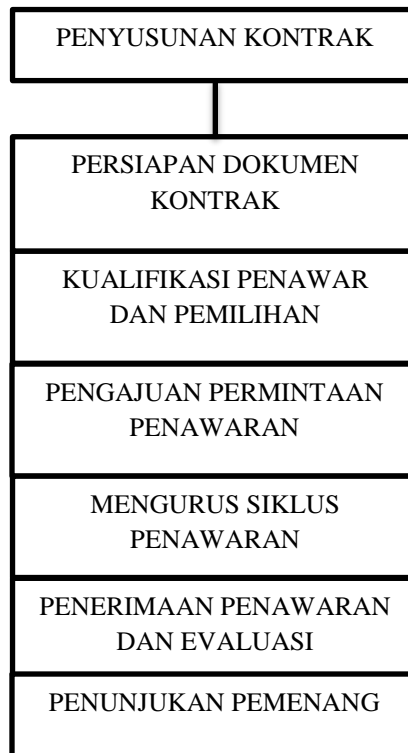 PENYUSUNAN KONTRAK
PERSIAPAN DOKUMEN
KONTRAK
KUALIFIKASI PENAWAR
DAN PEMILIHAN
PENGAJUAN PERMINTAAN
PENAWARAN
MENGURUS SIKLUS
PENAWARAN
PENERIMAAN PENAWARAN
DAN EVALUASI
PENUNJUKAN PEMENANG